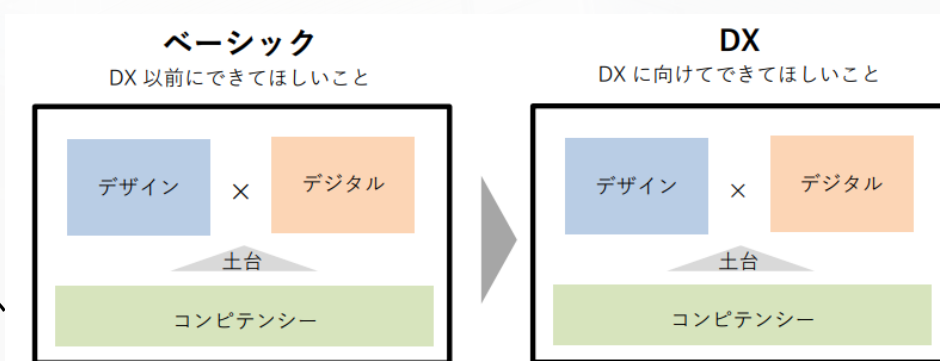 ベーシック
DX 以前にできてほしいこと
デザイン
×
デジタル
土台
コンピテンシー
DX
DX に向けてできてほしいこと
デザイン
×
デジタル
土台
コンピテンシー